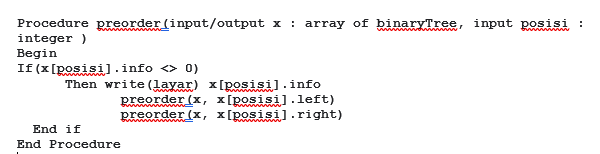 Procedure preorder(input/output x : array of binaryTree, input posisi :
integer )
Begin
If(x[posisi].info <> 0)
Then write(layar) x[posisi].info
preorder(x, x[posisi].left)
preorder(x, x[posisi].right)
End if
End Procedure